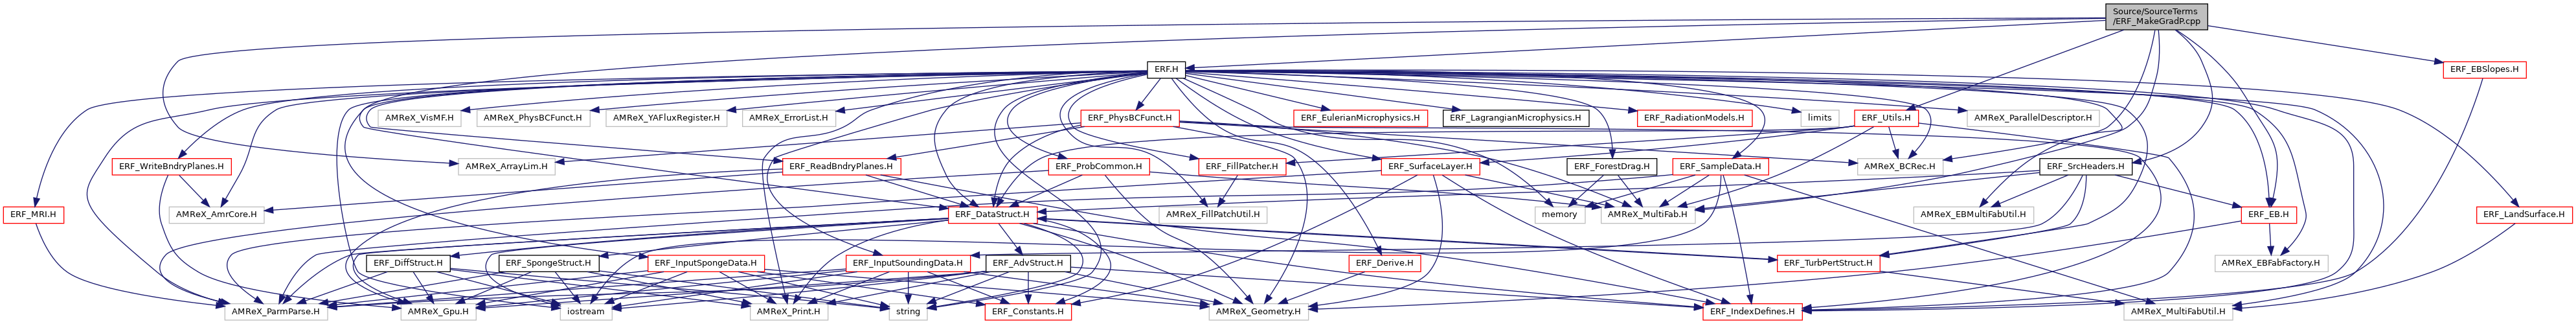 Source/SourceTerms
/ERF_MakeGradP.cpp
ERF.H
ERF_EBSlopes.H
AMReX_VisMF.H
AMReX_PhysBCFunct.H
AMReX_YAFluxRegister.H
AMReX_ErrorList.H
ERF_PhysBCFunct.H
ERF_EulerianMicrophysics.H
ERF_LagrangianMicrophysics.H
ERF_RadiationModels.H
limits
ERF_Utils.H
AMReX_ParallelDescriptor.H
ERF_WriteBndryPlanes.H
AMReX_ArrayLim.H
ERF_ReadBndryPlanes.H
ERF_ProbCommon.H
ERF_FillPatcher.H
ERF_SurfaceLayer.H
ERF_ForestDrag.H
ERF_SampleData.H
AMReX_BCRec.H
ERF_SrcHeaders.H
ERF_MRI.H
AMReX_AmrCore.H
ERF_DataStruct.H
AMReX_FillPatchUtil.H
memory
AMReX_MultiFab.H
AMReX_EBMultiFabUtil.H
ERF_EB.H
ERF_LandSurface.H
ERF_DiffStruct.H
ERF_SpongeStruct.H
ERF_InputSpongeData.H
ERF_InputSoundingData.H
ERF_AdvStruct.H
ERF_Derive.H
ERF_TurbPertStruct.H
AMReX_EBFabFactory.H
AMReX_ParmParse.H
AMReX_Gpu.H
iostream
AMReX_Print.H
string
ERF_Constants.H
AMReX_Geometry.H
ERF_IndexDefines.H
AMReX_MultiFabUtil.H